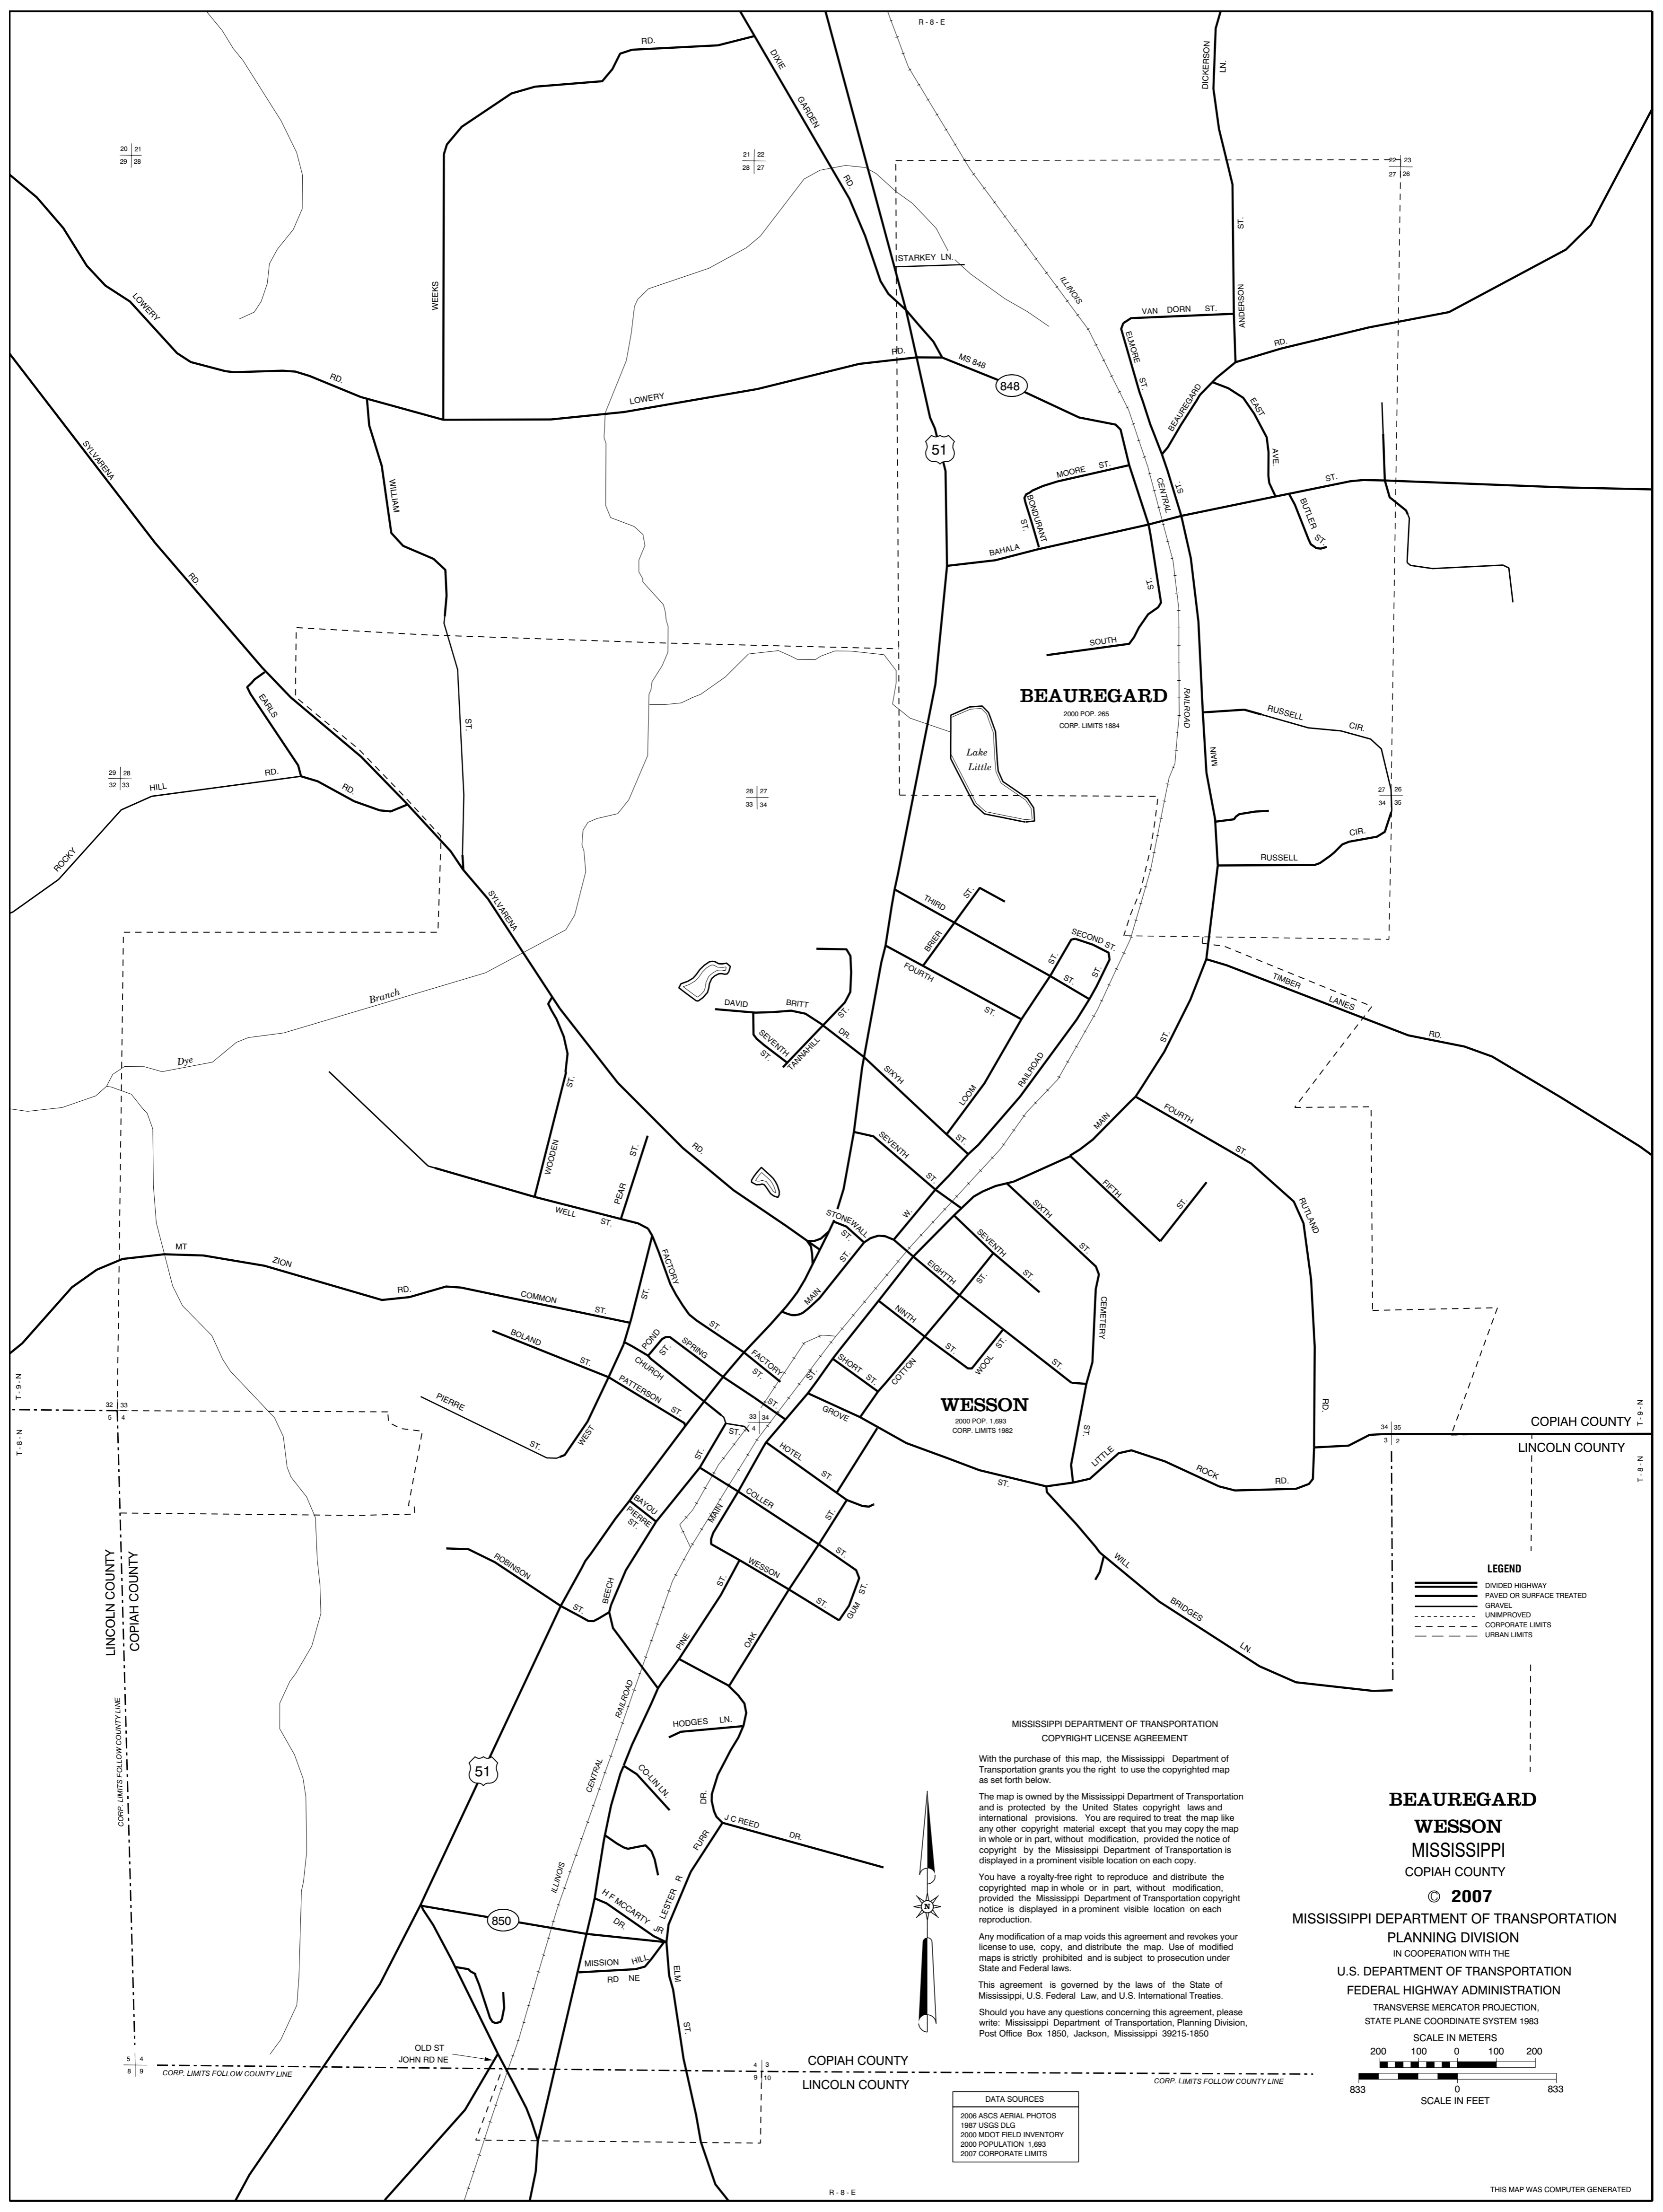 R - 8 - E
RD.
DIXIE
GARDEN
RD.
DICKERSON
LN.
20 21
29 28
21 22
28 27
22 23
27 26
ST.
ANDERSON
ISTARKEY LN.
ILLINOIS
VAN DORN ST.
ELMORE
ST.
LOWERY
RD.
WEEKS
LOWERY
RD.
MS 848
848
RD.
BEAUREGARD
EAST
AVE.
SYLVARENA
RD.
WILLIAM
ST.
51
MOORE ST.
BONDURANT
ST.
BAHALA
ST.
CENTRAL
ST.
BUTLER
ST.
ST.
SOUTH
BEAUREGARD
2000 POP. 265
CORP. LIMITS 1884
RAILROAD
MAIN
RUSSELL
CIR.
Lake
Little
EARLS
RD.
29 28
32 33
HILL
RD.
ROCKY
28 27
33 34
27 26
34 35
CIR.
RUSSELL
SYLVARENA
THIRD
ST.
BRIER
ST.
FOURTH
ST.
SECOND ST.
ST.
ST.
TIMBER
LANES
RD.
Branch
Dye
DAVID
BRITT
DR.
SEVENTH
ST.
TANNAHILL
ST.
SIXYH
ST.
LOOM
RAILROAD
ST.
MAIN
FOURTH
ST.
RUTLAND
RD.
WOODEN
ST.
PEAR
ST.
RD.
SEVENTH
ST.
FIFTH
ST.
WELL
ST.
STONEWALL
ST.
W.
SIXTH
ST.
MT
ZION
RD.
FACTORY
ST.
MAIN
ST.
SEVENTH
ST.
EIGHTTH
ST.
COMMON
ST.
ST.
CEMETERY
ST.
NINTH
ST.
ST.
WOOL
ST.
BOLAND
ST.
POND
ST.
SPRING
ST.
FACTORY
ST.
CHURCH
ST.
SHORT
ST.
COTTON
PATTERSON
ST.
ST.
PIERRE
ST.
WEST
GROVE
ST.
WESSON
2000 POP. 1,693
CORP. LIMITS 1982
T - 9 - N
T - 8 - N
32 33
5 4
33 34
4
34 35
3 2
COPIAH COUNTY
LINCOLN COUNTY
T - 9 - N
T - 8 - N
LITTLE
ROCK
RD.
HOTEL
ST.
COLLER
ST.
MAIN
ST.
BAYOU
PIERRE
ST.
ST.
WESSON
ST.
GUM
ST.
ROBINSON
ST.
BEECH
WILL
BRIDGES
LN.
LINCOLN COUNTY
COPIAH COUNTY
CORP. LIMITS FOLLOW COUNTY LINE
LEGEND
DIVIDED HIGHWAY
PAVED OR SURFACE TREATED
GRAVEL
UNIMPROVED
CORPORATE LIMITS
URBAN LIMITS
ST.
PINE
OAK
RAILROAD
HODGES LN.
51
CENTRAL
CO-LIN LN.
DR.
J C REED
DR.
FURR
R
LESTER
ILLINOIS
850
H F MCCARTY
JR
DR.
MISSION HILL
RD NE
ELM
ST.
OLD ST
JOHN RD NE
5 4
8 9
CORP. LIMITS FOLLOW COUNTY LINE
4 3
9 10
COPIAH COUNTY
LINCOLN COUNTY
CORP. LIMITS FOLLOW COUNTY LINE
MISSISSIPPI DEPARTMENT OF TRANSPORTATION
COPYRIGHT LICENSE AGREEMENT
With the purchase of this map, the Mississippi Department of
Transportation grants you the right to use the copyrighted map
as set forth below.
The map is owned by the Mississippi Department of Transportation
and is protected by the United States copyright laws and
international provisions. You are required to treat the map like
any other copyright material except that you may copy the map
in whole or in part, without modification, provided the notice of
copyright by the Mississippi Department of Transportation is
displayed in a prominent visible location on each copy.
You have a royalty-free right to reproduce and distribute the
copyrighted map in whole or in part, without modification,
provided the Mississippi Department of Transportation copyright
notice is displayed in a prominent visible location on each
reproduction.
Any modification of a map voids this agreement and revokes your
license to use, copy, and distribute the map. Use of modified
maps is strictly prohibited and is subject to prosecution under
State and Federal laws.
This agreement is governed by the laws of the State of
Mississippi, U.S. Federal Law, and U.S. International Treaties.
Should you have any questions concerning this agreement, please
write: Mississippi Department of Transportation, Planning Division,
Post Office Box 1850, Jackson, Mississippi 39215-1850
N
BEAUREGARD
WESSON
MISSISSIPPI
COPIAH COUNTY
© 2007
MISSISSIPPI DEPARTMENT OF TRANSPORTATION
PLANNING DIVISION
IN COOPERATION WITH THE
U.S. DEPARTMENT OF TRANSPORTATION
FEDERAL HIGHWAY ADMINISTRATION
TRANSVERSE MERCATOR PROJECTION,
STATE PLANE COORDINATE SYSTEM 1983
SCALE IN METERS
200 100 0 100 200
833 0 833
SCALE IN FEET
DATA SOURCES
2006 ASCS AERIAL PHOTOS
1987 USGS DLG
2000 MDOT FIELD INVENTORY
2000 POPULATION 1,693
2007 CORPORATE LIMITS
R - 8 - E
THIS MAP WAS COMPUTER GENERATED